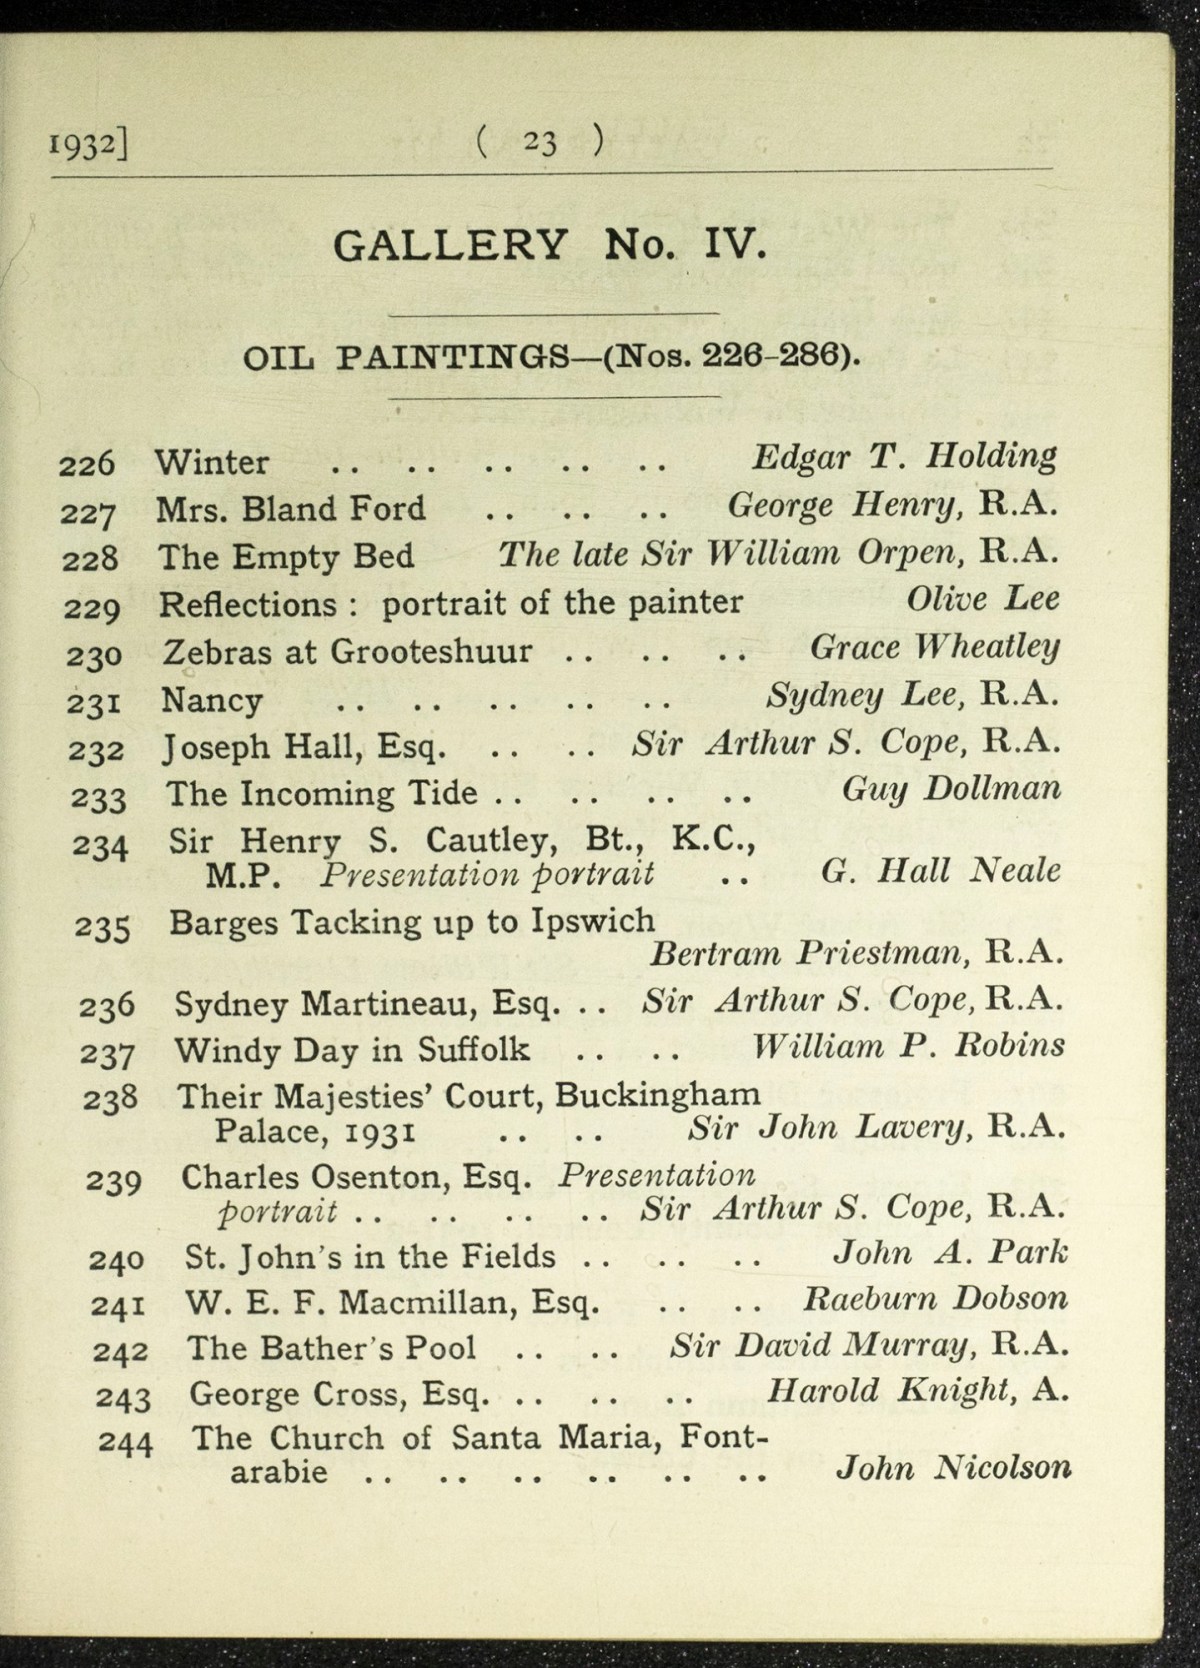 1932] ( 23 )
GALLERY No. IV.
OIL PAINTINGS—(Nos. 226-286).
226 Winter .. .. .. .. .. Edgar T. Holding
227 Mrs. Bland Ford .. .. .. George Henry, R.A.
228 The Empty Bed The late Sir William Orpen, R.A.
229 Reflections : portrait of the painter Olive Lee
230 Zebras at Grooteshuur .. .. .. Grace Wheatley
231 Nancy .. .. .. .. .. Sydney Lee, R.A.
232 Joseph Hall, Esq. .. .. Sir Arthur S. Cope, R.A.
233 The Incoming Tide .. .. .. .. Guy Dollman
234 Sir Henry S. Cautley, Bt., K.C.,
M.P. Presentation portrait .. G. Hall Neale
235 Barges Tacking up to Ipswich
Bertram Priestman, R.A.
236 Sydney Martineau, Esq. .. Sir Arthur S. Cope, R.A.
237 Windy Day in Suffolk .. .. William P. Robins
238 Their Majesties' Court, Buckingham
Palace, 1931 .. .. Sir John Lavery, R.A.
239 Charles Osenton, Esq. Presentation
portrait .. .. .. .. Sir Arthur S. Cope, R.A.
240 St. John's in the Fields .. .. .. John A. Park
241 W. E. F. Macmillan, Esq. .. .. Raeburn Dobson
242 The Bather's Pool .. .. Sir David Murray, R.A.
243 George Cross, Esq. .. .. .. Harold Knight, A.
244 The Church of Santa Maria, Font-
arabie .. .. .. .. .. .. John Nicolson